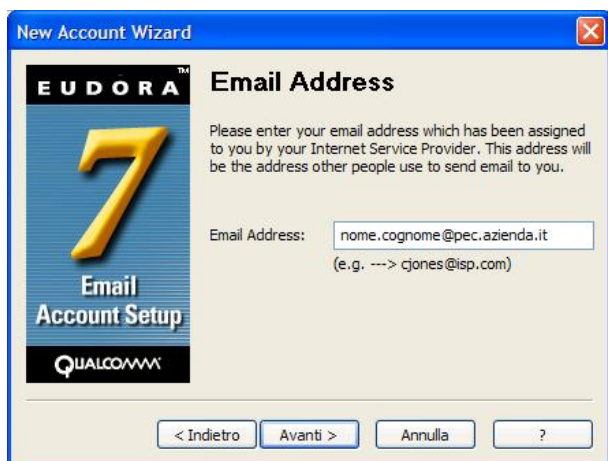 New Account Wizard
EUDORA™
7
Email
Account Setup
QUALCOMM
Email Address
Please enter your email address which has been assigned
to you by your Internet Service Provider. This address will
be the address other people use to send email to you.
Email Address: nome.cognome@pec.azienda.it
(e.g. ---> cjones@isp.com)
< Indietro Avanti > Annulla ?